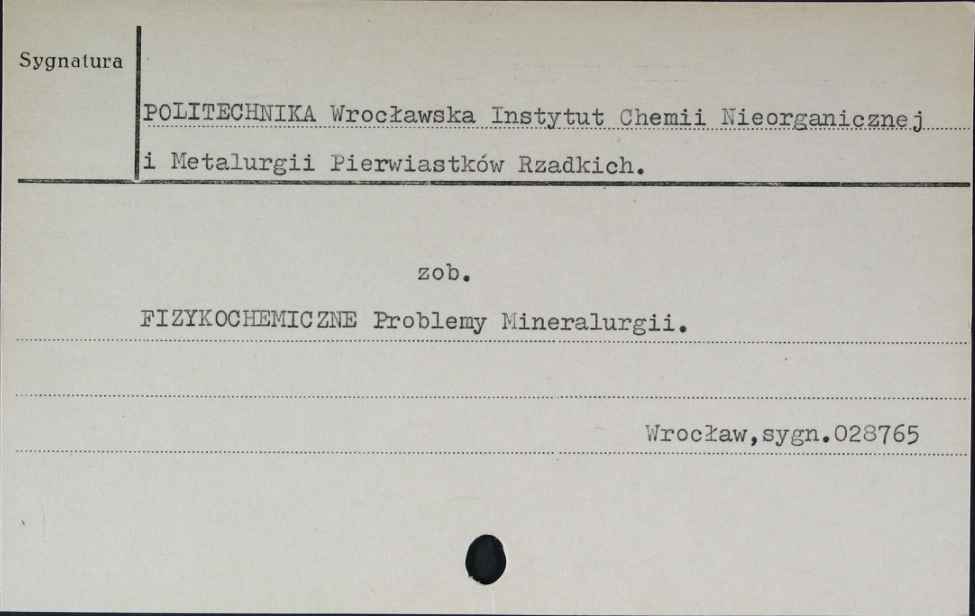 Sygnatura
POLITECHNIKA Wrocławska Instytut Chemii Nieorganicznej
i Metalurgii Pierwiastków Rzadkich.
zob.
FIZYKOCHEMICZNE Problemy Mineralurgii.
Wrocław,sygn.028765